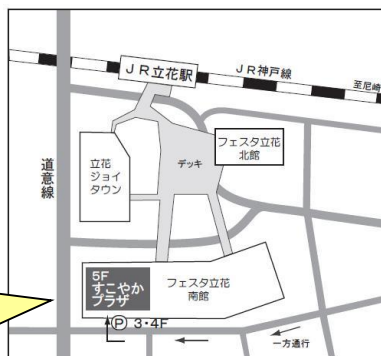 JR立花駅
JR神戸線
至尼崎
フェスタ立花
北館
立花
ジョイ
タウン
デッキ
道意線
5F
すこやか
プラザ
フェスタ立花
南館
Ⓟ 3・4F
一方通行